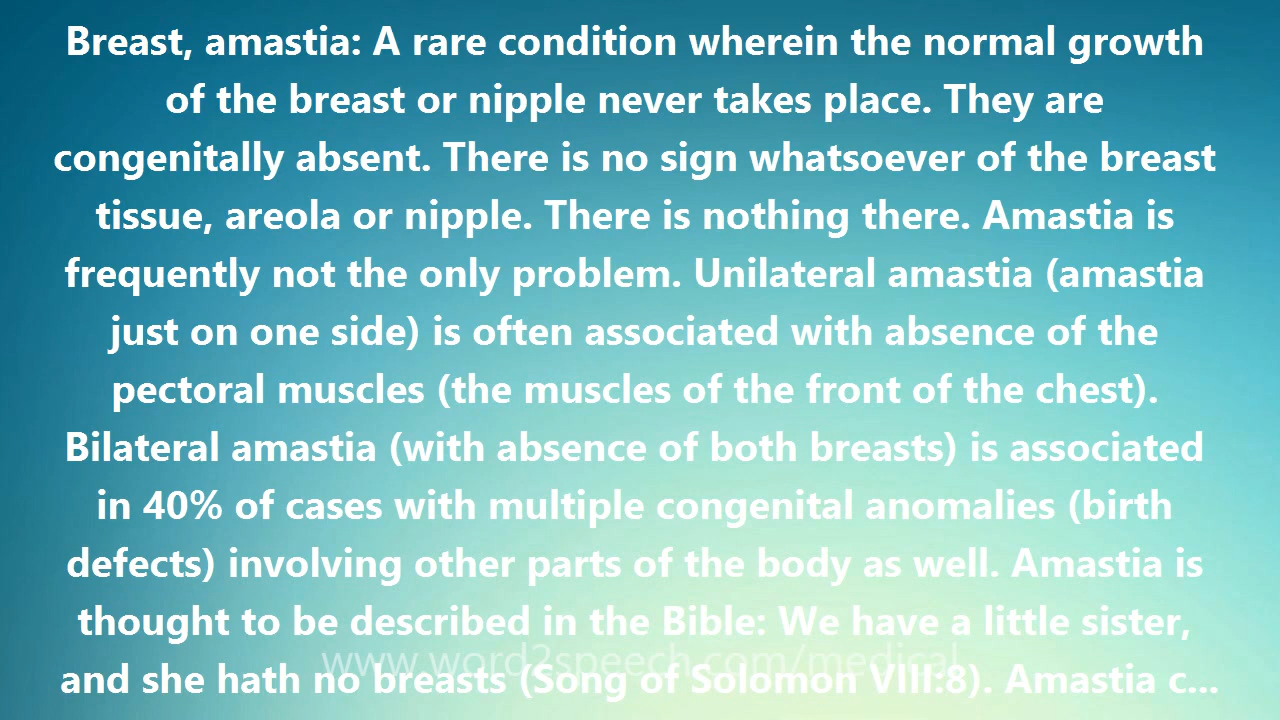 Breast, amastia: A rare condition wherein the normal growth
of the breast or nipple never takes place. They are
congenitally absent. There is no sign whatsoever of the breast
tissue, areola or nipple. There is nothing there. Amastia is
frequently not the only problem. Unilateral amastia (amastia
just on one side) is often associated with absence of the
pectoral muscles (the muscles of the front of the chest).
Bilateral amastia (with absence of both breasts) is associated
in 40% of cases with multiple congenital anomalies (birth
defects) involving other parts of the body as well. Amastia is
thought to be described in the Bible: We have a little sister,
www.word2speech.com/medical
and she hath no breasts (Song of Solomon VIII:8). Amastia c...